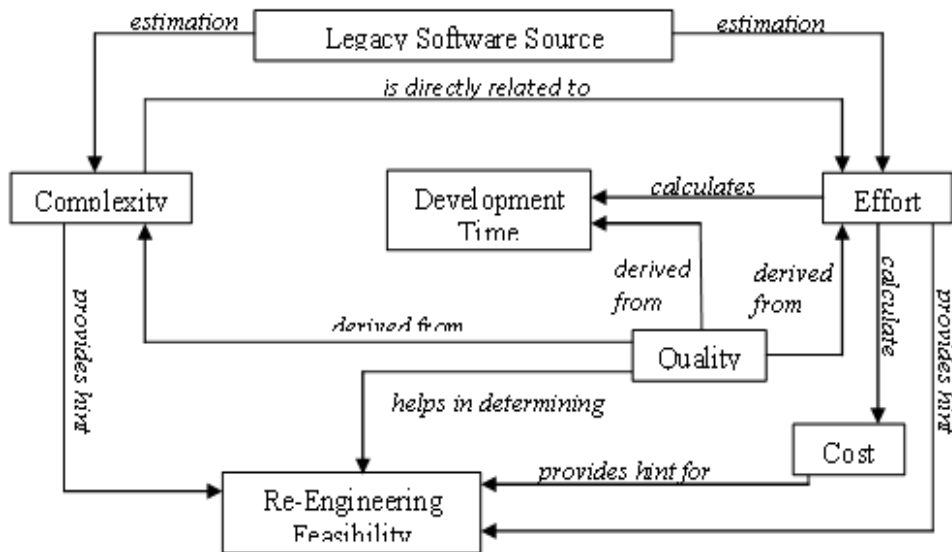 estimation
Legacy Software Source
estimation
is directly related to
Complexity
Development
Time
calculates
Effort
derived
from
derived
from
calculate
provides hint
provides hint
derived from
Quality
helps in determining
Cost
provides hint for
Re-Engineering
Feasibility